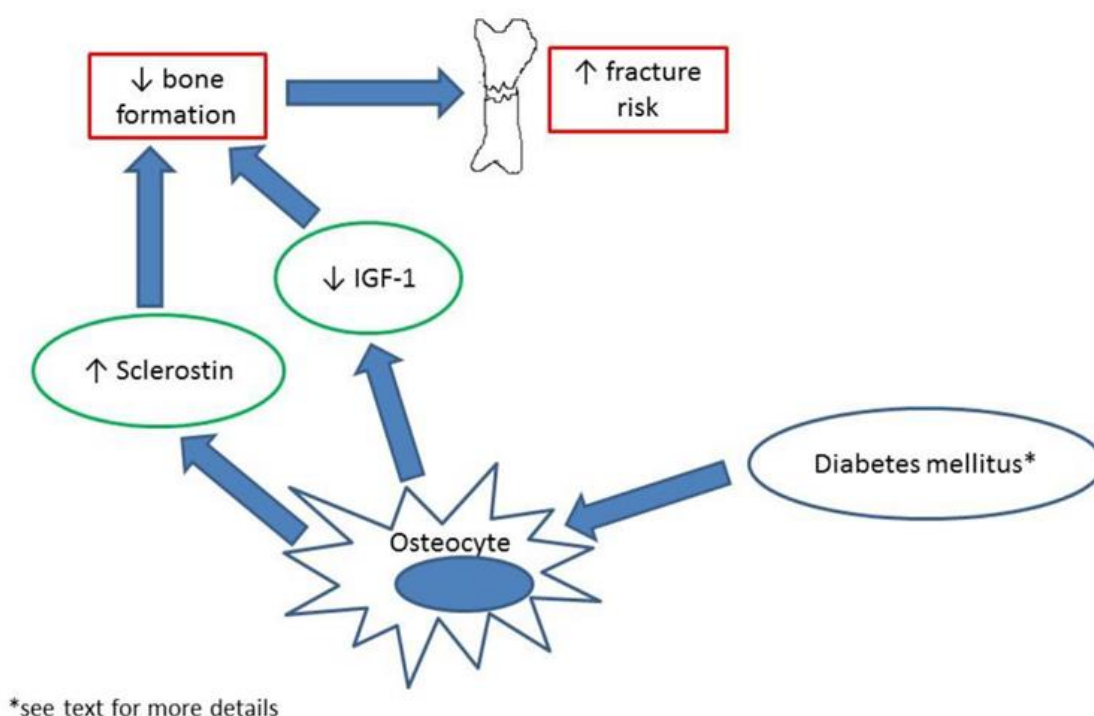 ↓ bone
formation
↑ fracture
risk
↓ IGF-1
↑ Sclerostin
Diabetes mellitus*
Osteocyte
*see text for more details